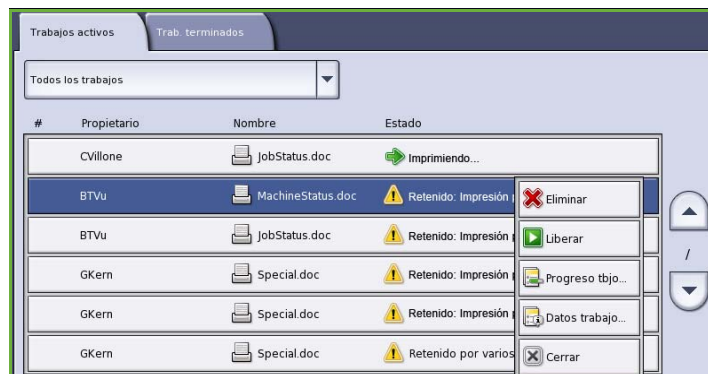 Trabajos activos Trab. terminados
Todos los trabajos
# Propietario Nombre Estado
CVillone JobStatus.doc Imprimiendo...
BTVu MachineStatus.doc Retenido: Impresión Eliminar
BTVu JobStatus.doc Retenido: Impresión Liberar
/
GKern Special.doc Retenido: Impresión Progreso tbjo...
GKern Special.doc Retenido: Impresión Datos trabajo...
GKern Special.doc Retenido por varios Cerrar